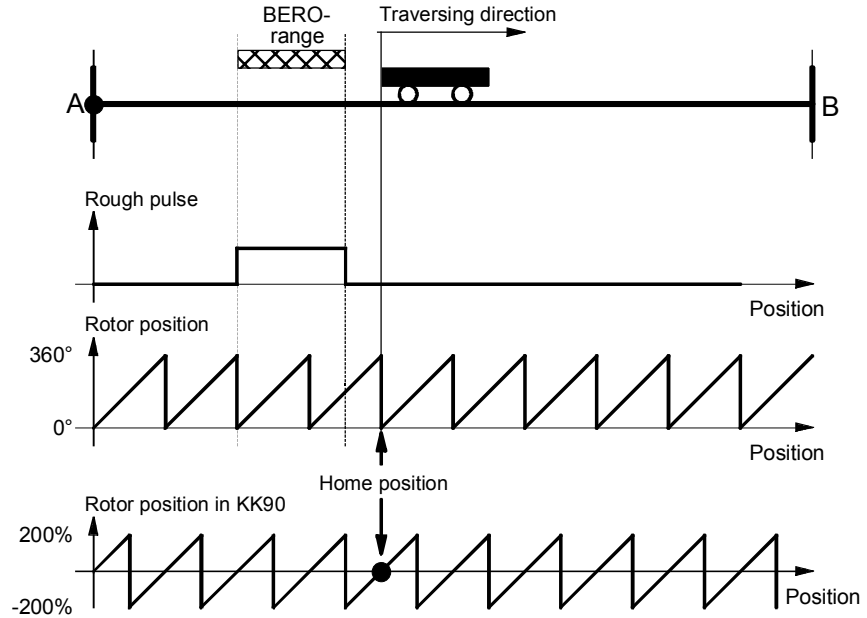 BERO-
range
Traversing direction
A
B
Rough pulse
Position
Rotor position
360°
0°
Position
Home position
Rotor position in KK90
200%
-200%
Position